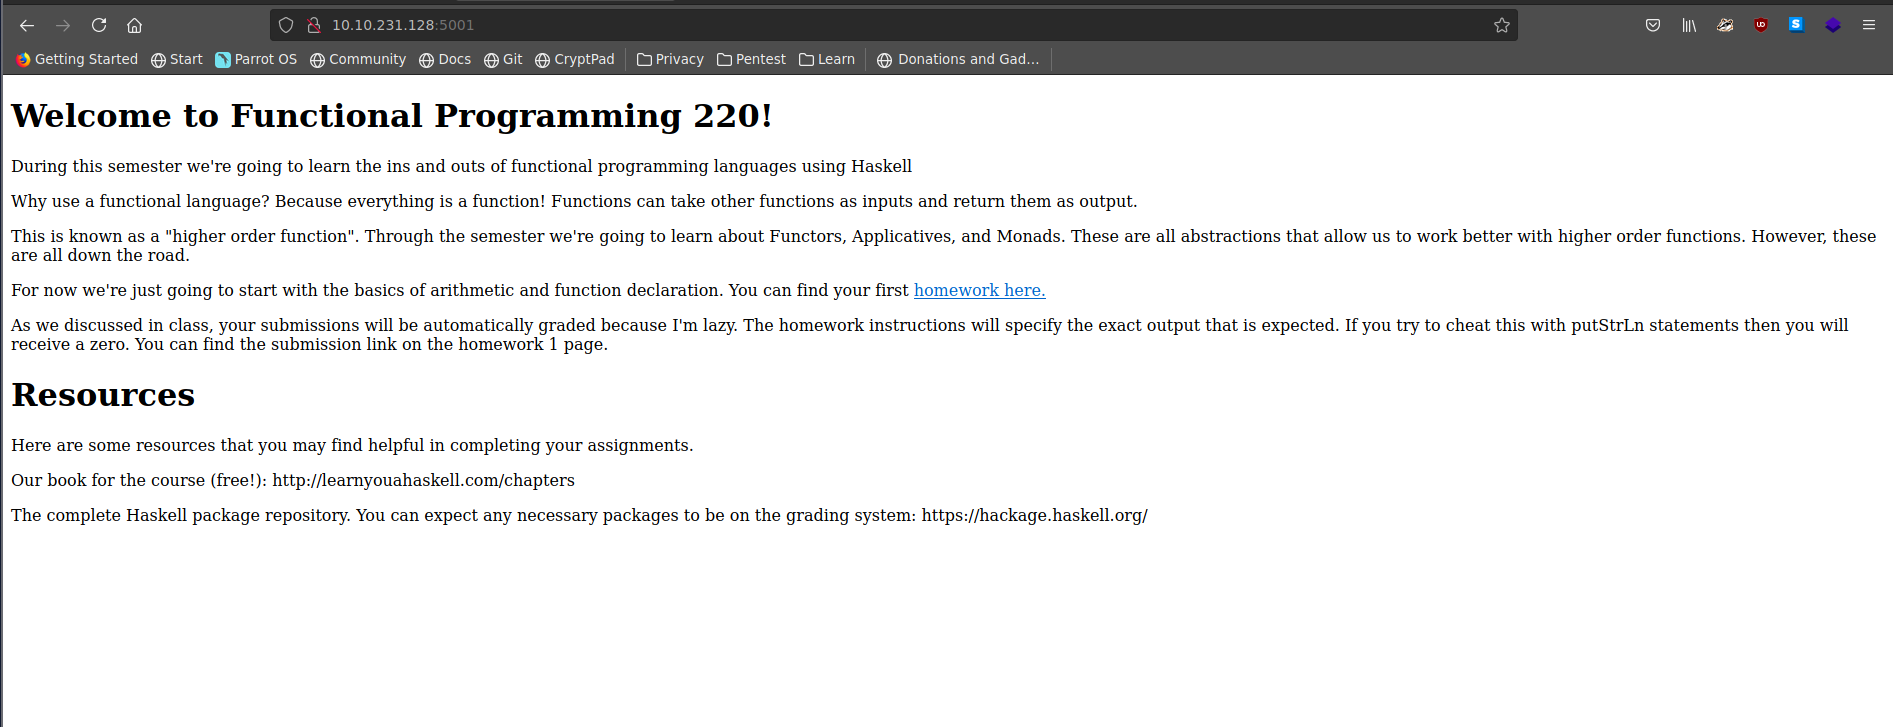 10.10.231.128:5001
Getting Started Start Parrot OS Community Docs Git CryptPad Privacy Pentest Learn Donations and Gad...
Welcome to Functional Programming 220!
During this semester we're going to learn the ins and outs of functional programming languages using Haskell
Why use a functional language? Because everything is a function! Functions can take other functions as inputs and return them as output.
This is known as a "higher order function". Through the semester we're going to learn about Functors, Applicatives, and Monads. These are all abstractions that allow us to work better with higher order functions. However, these
are all down the road.
For now we're just going to start with the basics of arithmetic and function declaration. You can find your first homework here.
As we discussed in class, your submissions will be automatically graded because I'm lazy. The homework instructions will specify the exact output that is expected. If you try to cheat this with putStrLn statements then you will
receive a zero. You can find the submission link on the homework 1 page.
Resources
Here are some resources that you may find helpful in completing your assignments.
Our book for the course (free!): http://learnyouahaskell.com/chapters
The complete Haskell package repository. You can expect any necessary packages to be on the grading system: https://hackage.haskell.org/